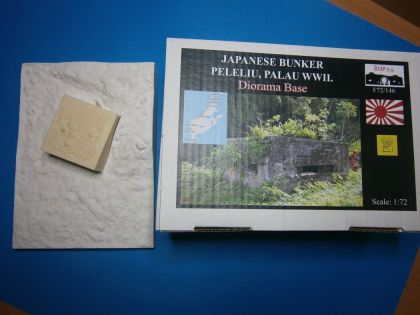 JAPANESE BUNKER
PELELIU, PALAU WWII.
Diorama Base
F72/146
Scale: 1:72